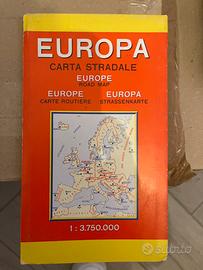 EUROPA
CARTA STRADALE
EUROPE
ROAD MAP
EUROPE EUROPA
CARTE ROUTIERE STRASSENKARTE
1 : 3.750.000
subito